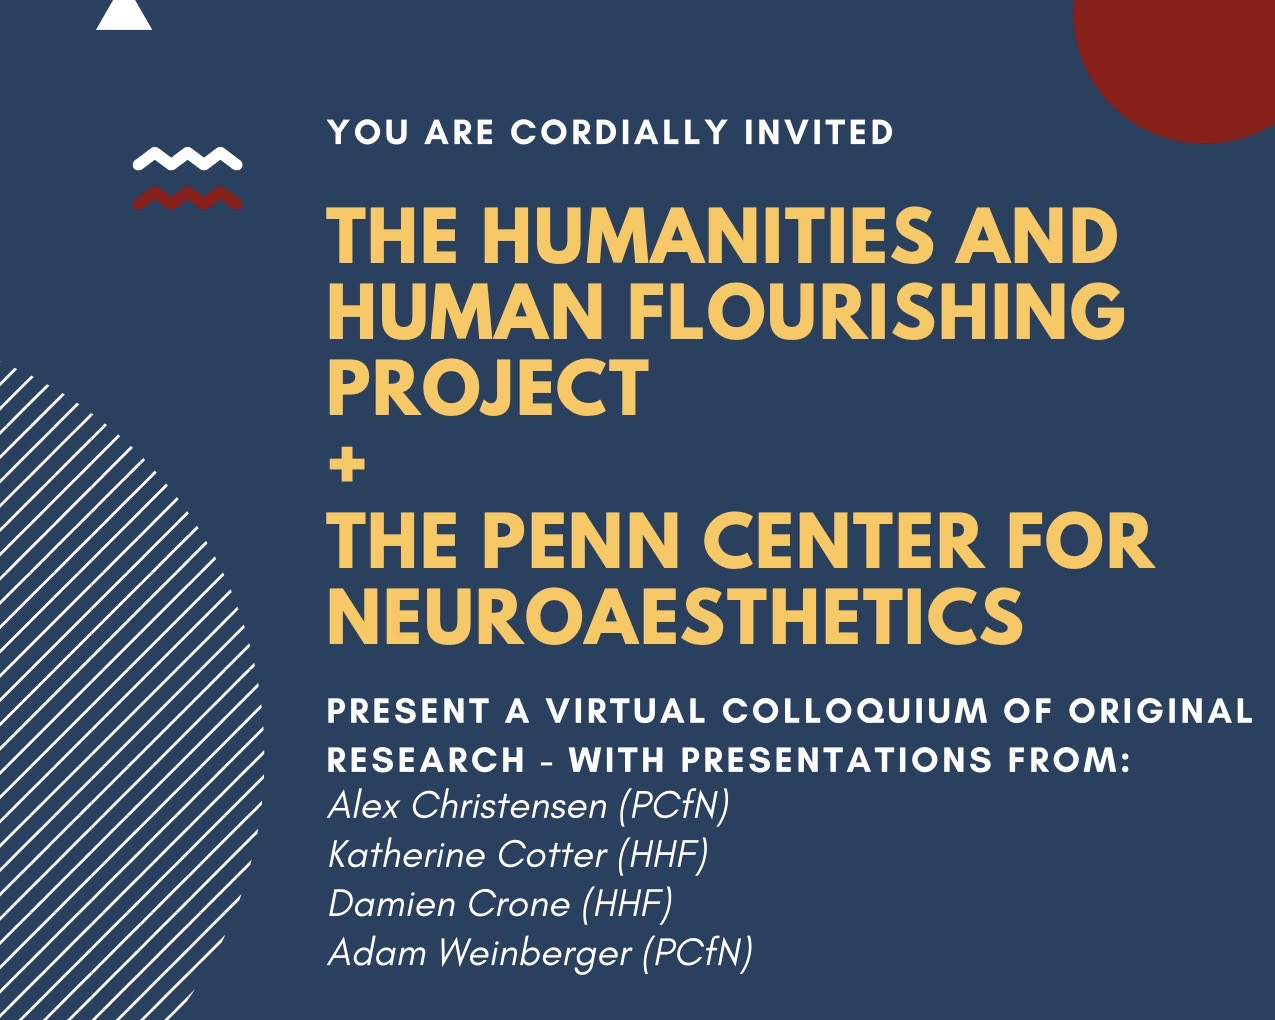 YOU ARE CORDIALLY INVITED
THE HUMANITIES AND
HUMAN FLOURISHING
PROJECT
+
THE PENN CENTER FOR
NEUROAESTHETICS
PRESENT A VIRTUAL COLLOQUIUM OF ORIGINAL
RESEARCH - WITH PRESENTATIONS FROM:
Alex Christensen (PCfN)
Katherine Cotter (HHF)
Damien Crone (HHF)
Adam Weinberger (PCfN)